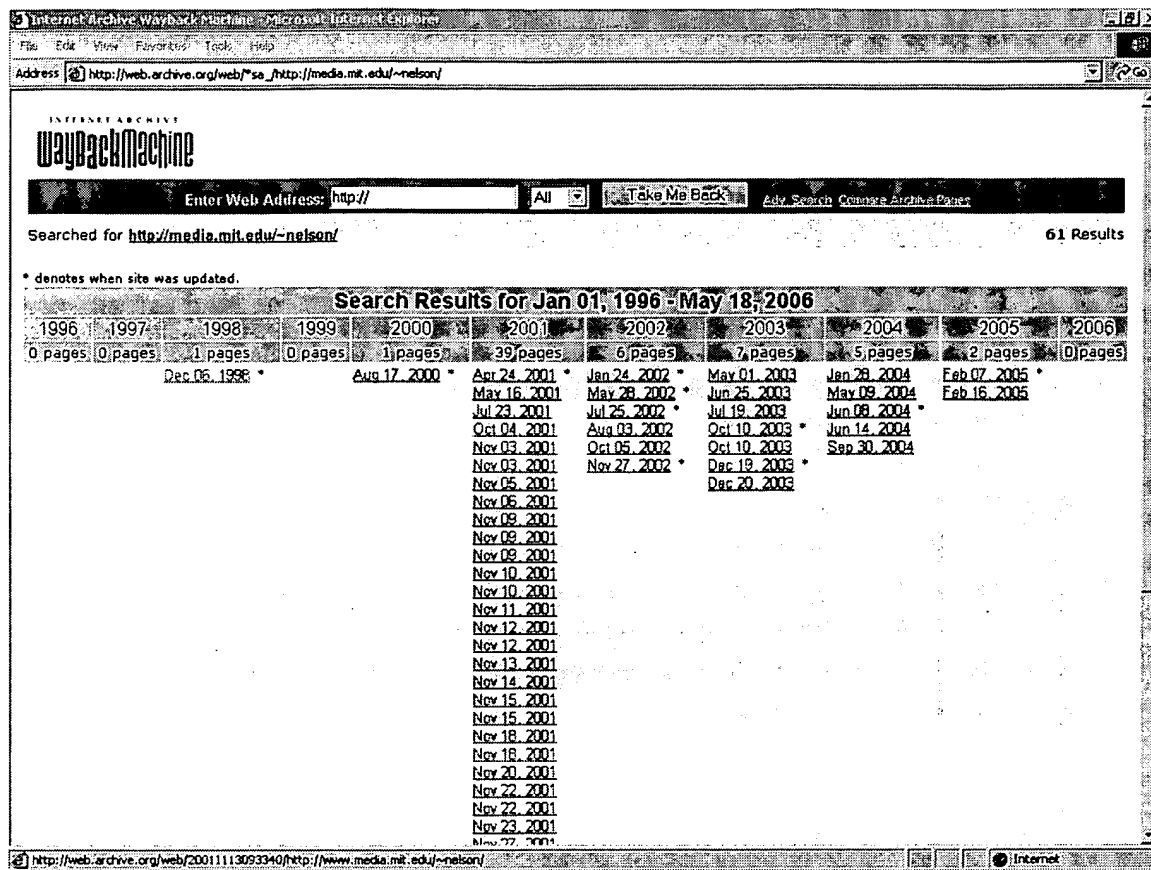 Internet Archive Wayback Machine - Microsoft Internet Explorer
File Edit View Favorites Tools Help
Address http://web.archive.org/web/*sa_/http://media.mit.edu/~nelson/ Go
INTERNET ARCHIVE
WayBackMachine
Enter Web Address: http:// All Take Me Back Adv. Search Compare Archive Pages
Searched for http://media.mit.edu/~nelson/ 61 Results
* denotes when site was updated.
Search Results for Jan 01, 1996 - May 18, 2006
1996 1997 1998 1999 2000 2001 2002 2003 2004 2005 2006
0 pages 0 pages 1 pages 0 pages 1 pages 39 pages 6 pages 7 pages 5 pages 2 pages 0 pages
Dec 06, 1998 * Aug 17, 2000 * Apr 24, 2001 * Jan 24, 2002 * May 01, 2003 Jan 28, 2004 Feb 07, 2005 *
May 16, 2001 May 28, 2002 * Jun 25, 2003 May 09, 2004 Feb 16, 2005
Jul 23, 2001 Jul 25, 2002 * Jul 19, 2003 Jun 08, 2004 *
Oct 04, 2001 Aug 03, 2002 Oct 10, 2003 * Jun 14, 2004
Nov 03, 2001 Oct 05, 2002 Oct 10, 2003 Sep 30, 2004
Nov 03, 2001 Nov 27, 2002 * Dec 19, 2003 *
Nov 05, 2001 Dec 20, 2003
Nov 06, 2001
Nov 09, 2001
Nov 09, 2001
Nov 09, 2001
Nov 10, 2001
Nov 10, 2001
Nov 11, 2001
Nov 12, 2001
Nov 12, 2001
Nov 13, 2001
Nov 14, 2001
Nov 15, 2001
Nov 15, 2001
Nov 18, 2001
Nov 18, 2001
Nov 20, 2001
Nov 22, 2001
Nov 22, 2001
Nov 23, 2001
Nov 27, 2001
http://web.archive.org/web/20011113093340/http://www.media.mit.edu/~nelson/ Internet